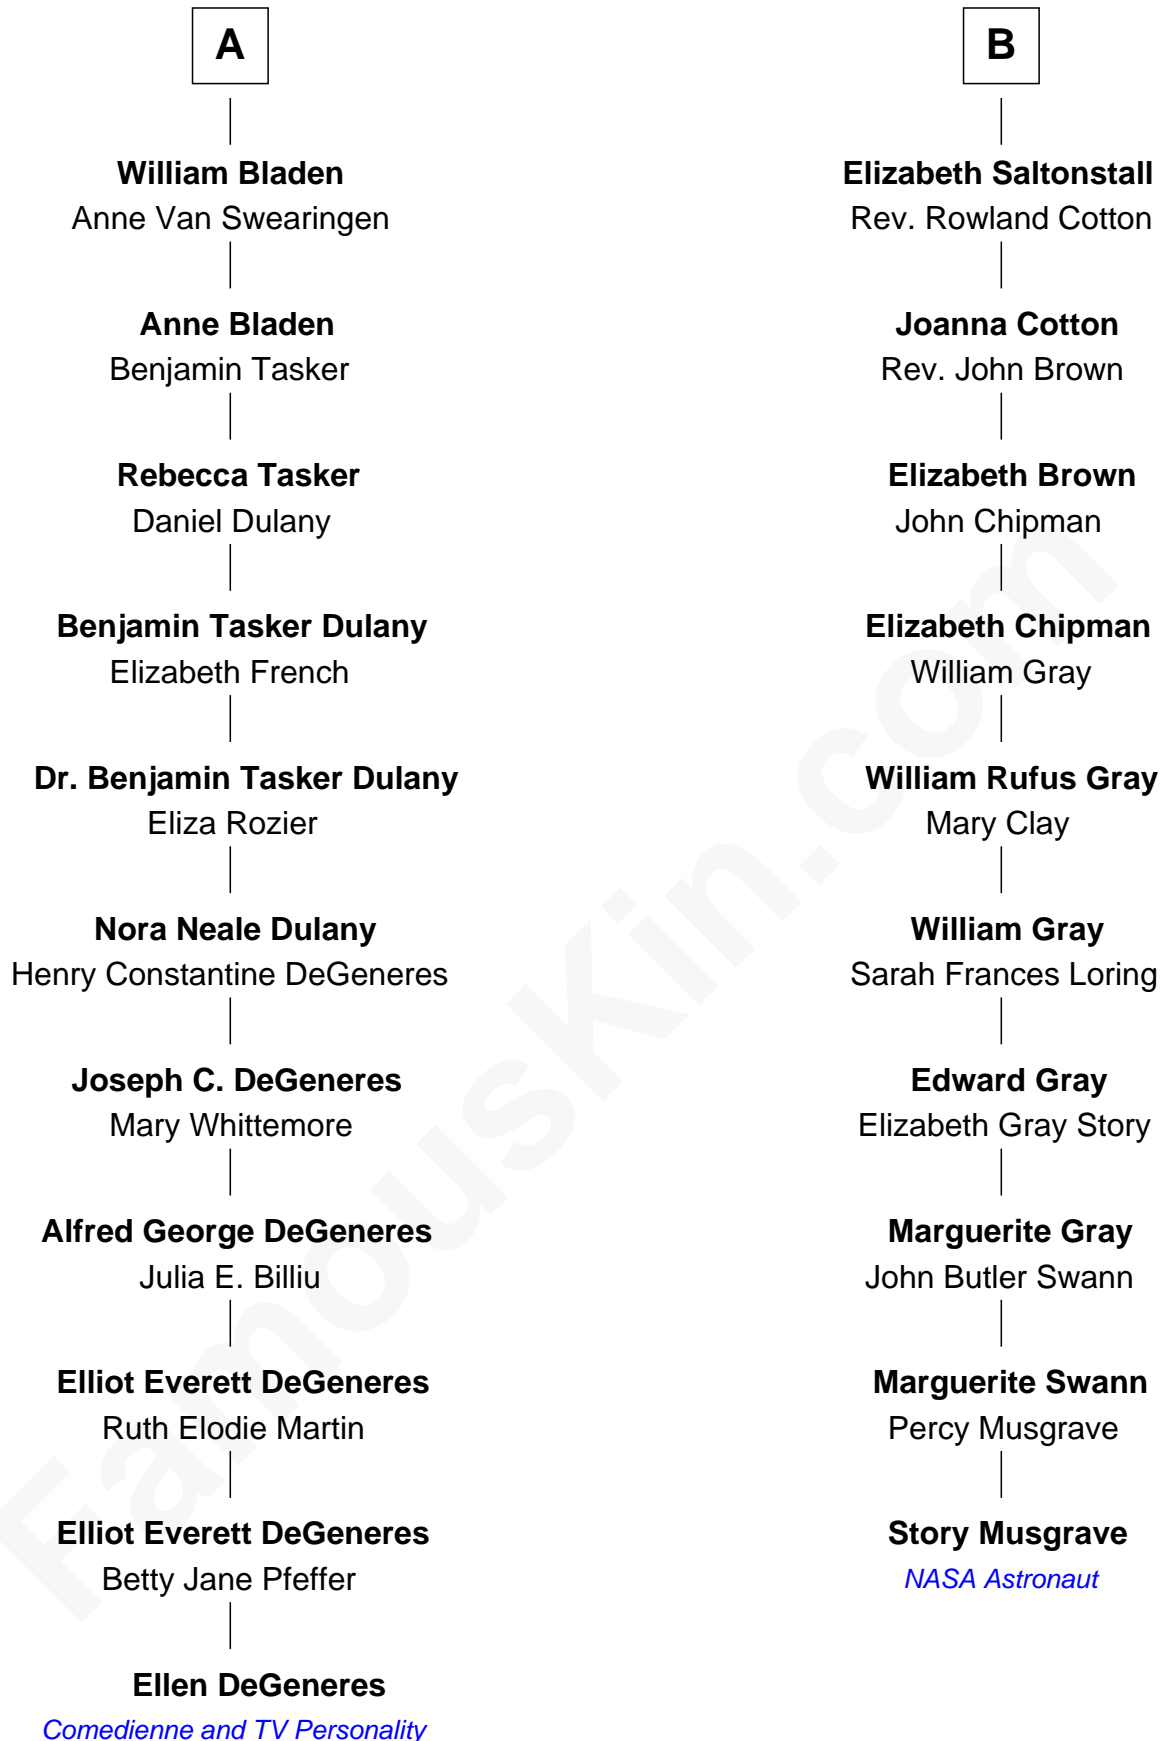 A
William Bladen
Anne Van Swearingen
Anne Bladen
Benjamin Tasker
Rebecca Tasker
Daniel Dulany
Benjamin Tasker Dulany
Elizabeth French
Dr. Benjamin Tasker Dulany
Eliza Rozier
Nora Neale Dulany
Henry Constantine DeGeneres
Joseph C. DeGeneres
Mary Whittemore
Alfred George DeGeneres
Julia E. Billiu
Elliot Everett DeGeneres
Ruth Elodie Martin
Elliot Everett DeGeneres
Betty Jane Pfeffer
Ellen DeGeneres
Comedienne and TV Personality
B
Elizabeth Saltonstall
Rev. Rowland Cotton
Joanna Cotton
Rev. John Brown
Elizabeth Brown
John Chipman
Elizabeth Chipman
William Gray
William Rufus Gray
Mary Clay
William Gray
Sarah Frances Loring
Edward Gray
Elizabeth Gray Story
Marguerite Gray
John Butler Swann
Marguerite Swann
Percy Musgrave
Story Musgrave
NASA Astronaut
FamousKin.com